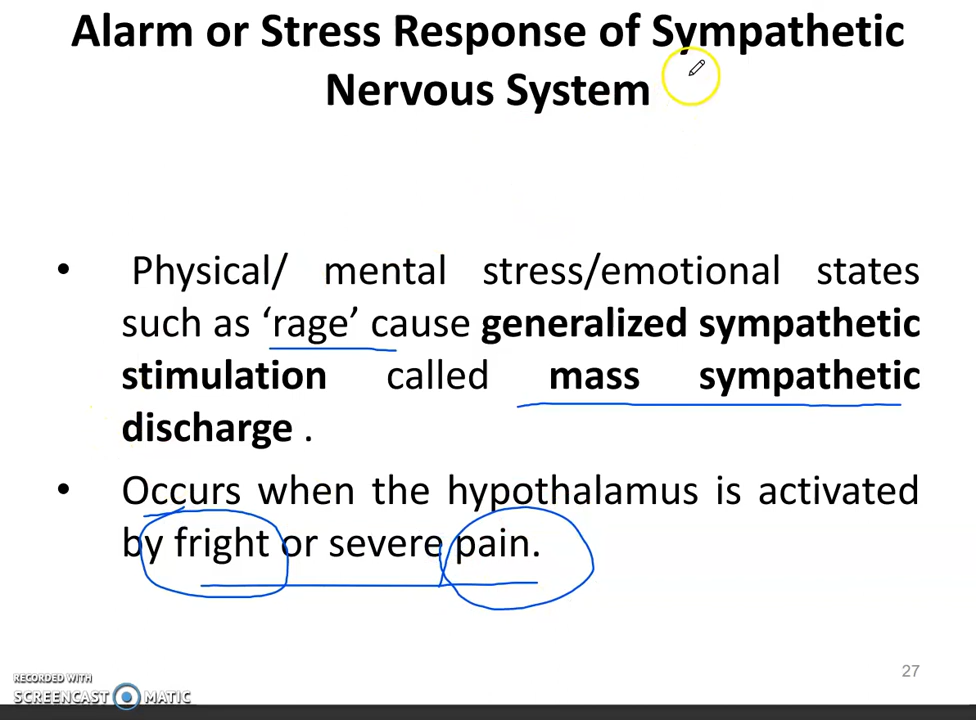 Alarm or Stress Response of Sympathetic
Nervous System
• Physical/ mental stress/emotional states
such as ‘rage’ cause generalized sympathetic
stimulation called mass sympathetic
discharge .
• Occurs when the hypothalamus is activated
by fright or severe pain.
27
RECORDED WITH
SCREENCAST MATIC